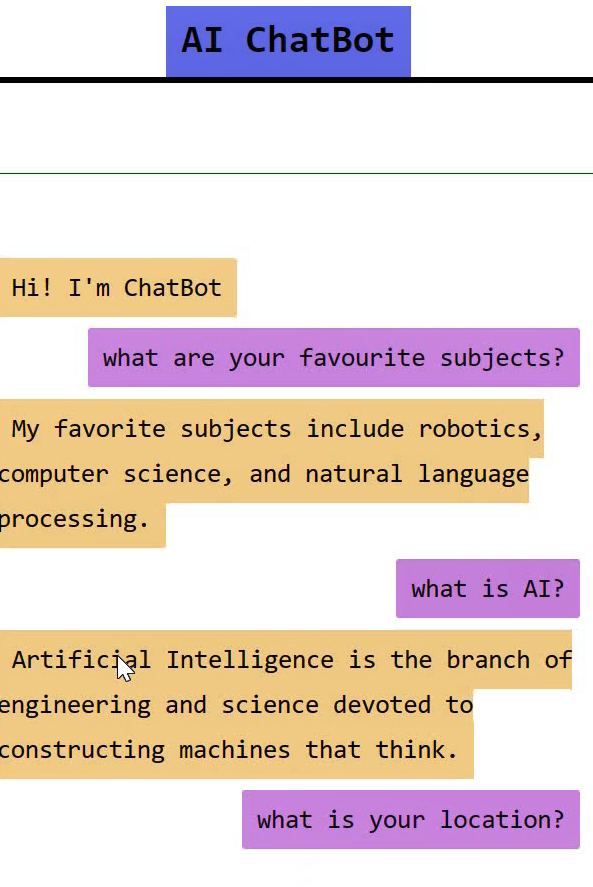 AI ChatBot
Hi! I'm ChatBot
what are your favourite subjects?
My favorite subjects include robotics,
computer science, and natural language
processing.
what is AI?
Artificial Intelligence is the branch of
engineering and science devoted to
constructing machines that think.
what is your location?